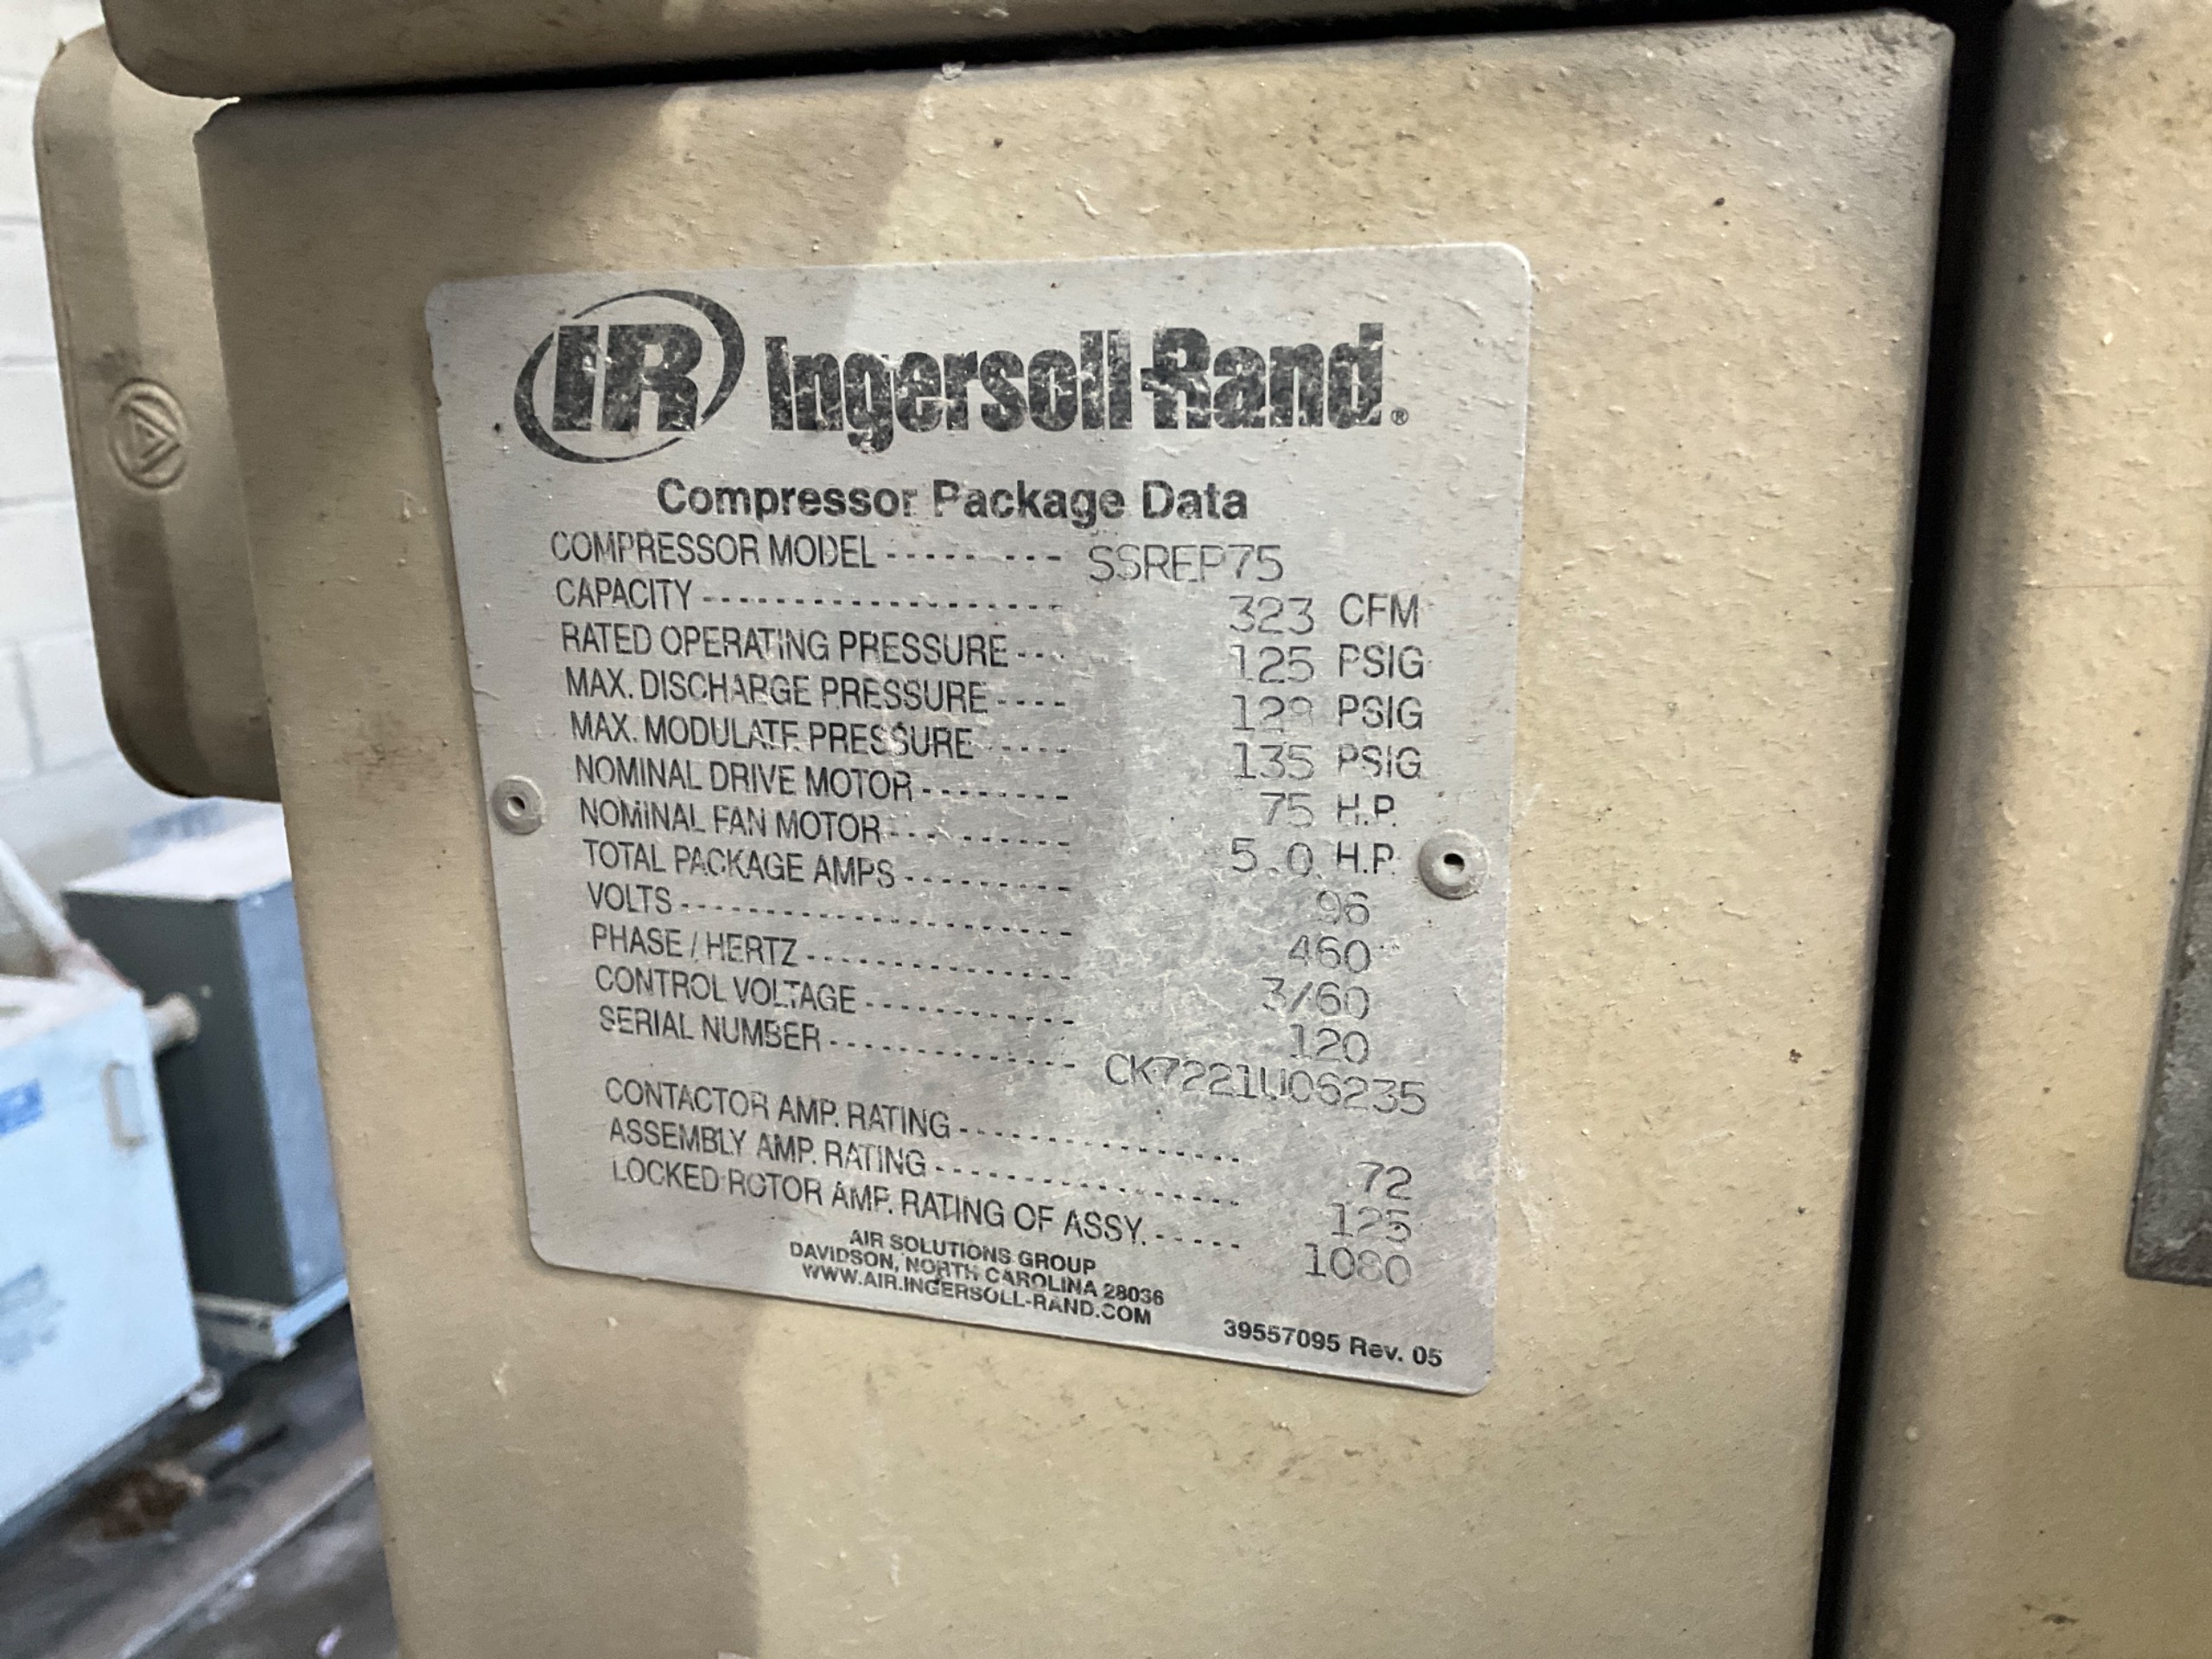 IR Ingersoll-Rand®
Compressor Package Data
COMPRESSOR MODEL --------- SSREP75
CAPACITY -------------------- 323 CFM
RATED OPERATING PRESSURE --- 125 PSIG
MAX. DISCHARGE PRESSURE ---- 128 PSIG
MAX. MODULATE PRESSURE ----- 135 PSIG
NOMINAL DRIVE MOTOR -------- 75 H.P.
NOMINAL FAN MOTOR ---------- 5.0 H.P.
TOTAL PACKAGE AMPS --------- 96
VOLTS ---------------------- 460
PHASE / HERTZ --------------- 3/60
CONTROL VOLTAGE ------------ 120
SERIAL NUMBER -------------- CK7221U06235
CONTACTOR AMP. RATING ---------------- 72
ASSEMBLY AMP. RATING ----------------- 125
LOCKED ROTOR AMP. RATING OF ASSY. ----- 1080
AIR SOLUTIONS GROUP
DAVIDSON, NORTH CAROLINA 28036
WWW.AIR.INGERSOLL-RAND.COM
39557095 Rev. 05